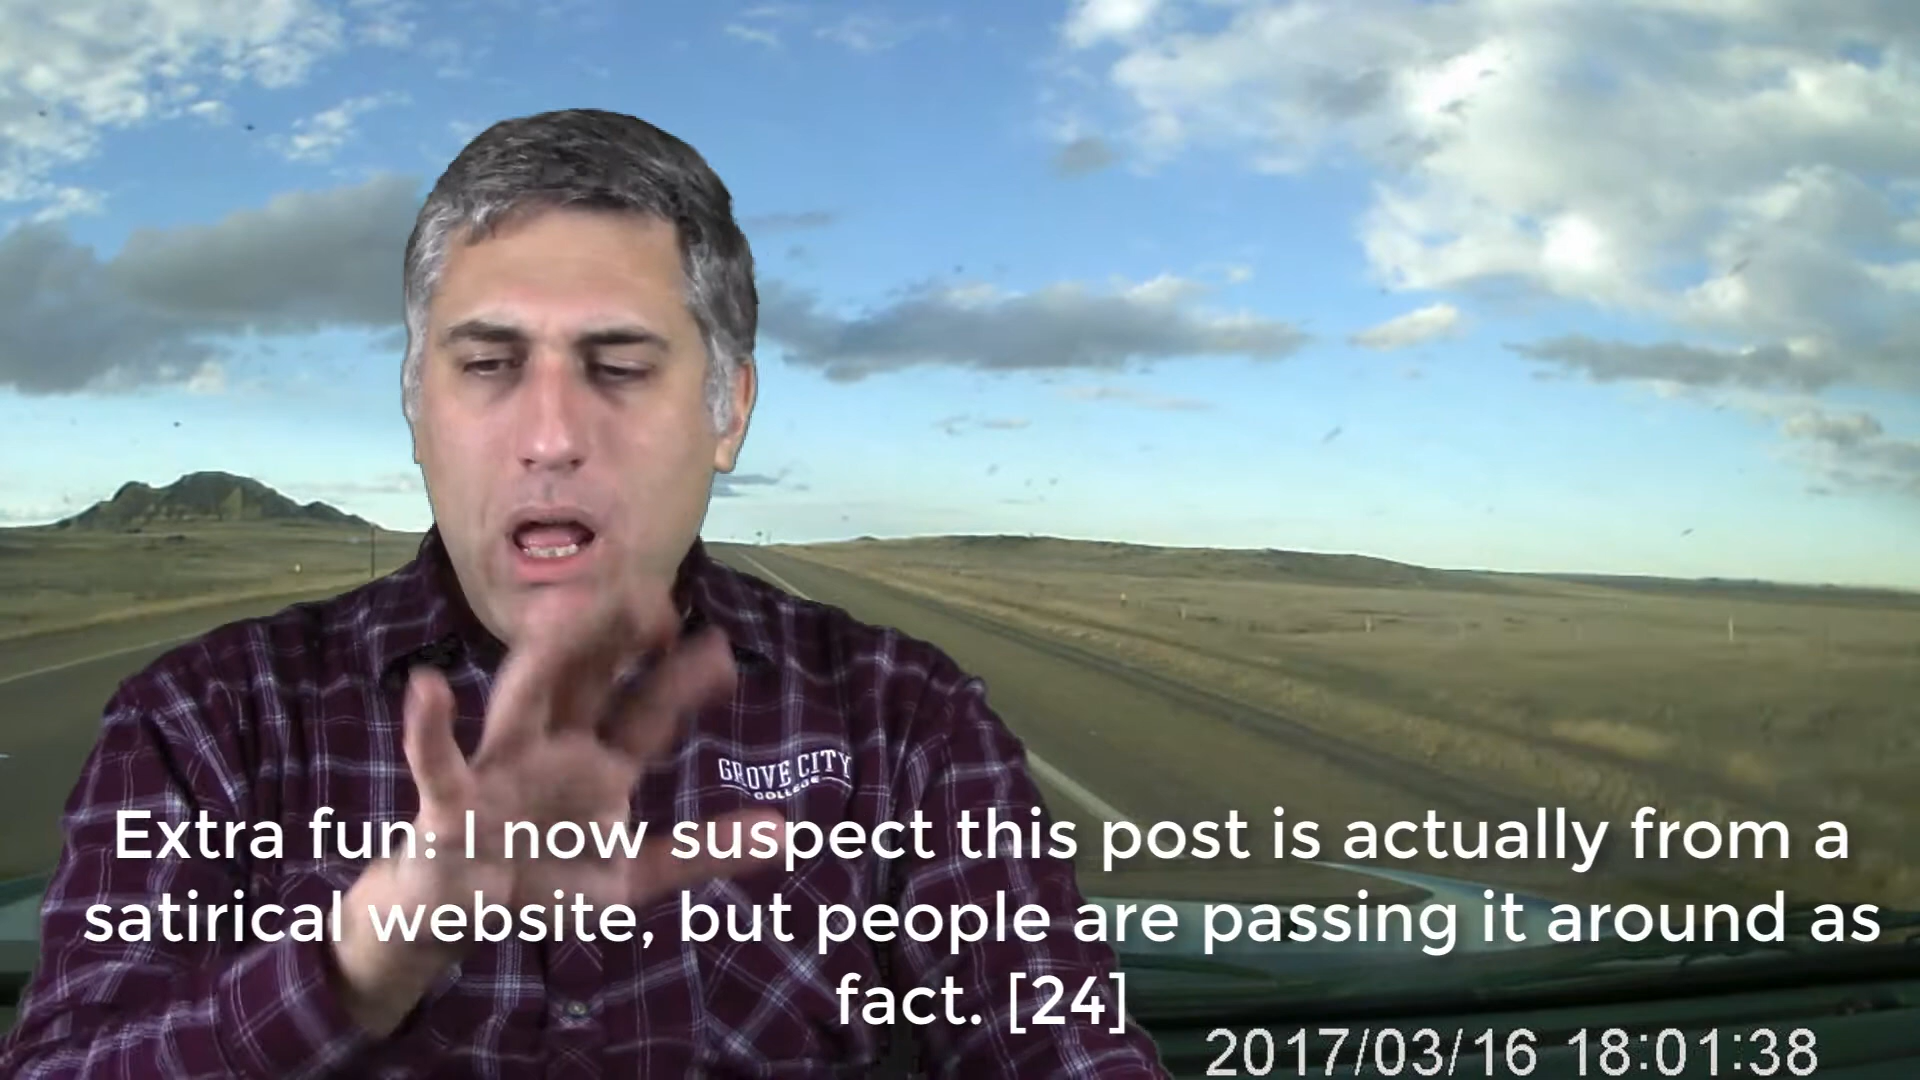 GROVE CITY
COLLEGE
Extra fun: I now suspect this post is actually from a
satirical website, but people are passing it around as
fact. [24]
2017/03/16 18:01:38